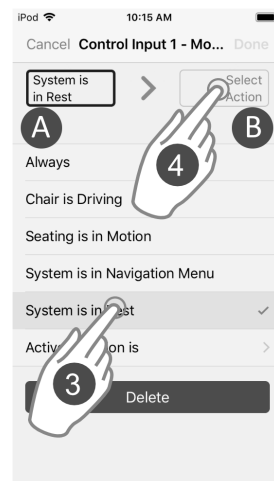 iPod 10:15 AM
Cancel Control Input 1 - Mo... Done
System is
in Rest
Select
Action
A
B
4
Always
Chair is Driving
Seating is in Motion
System is in Navigation Menu
System is in Rest
on is
3
Delete